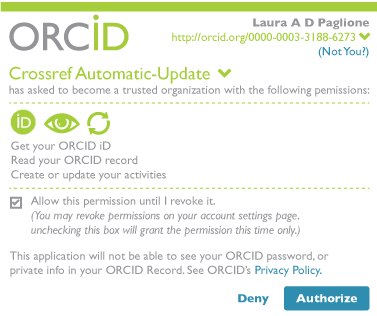 ORCiD
Laura A D Paglione
http://orcid.org/0000-0003-3188-6273
(Not You?)
Crossref Automatic-Update
has asked to become a trusted organization with the following pemissions:
iD
Get your ORCID iD
Read your ORCID record
Create or update your activities
Allow this permission until I revoke it.
(You may revoke permissions on your account settings page.
unchecking this box will grant the permission this time only.)
This application will not be able to see your ORCID password, or
private info in your ORCID Record. See ORCID's Privacy Policy.
Deny
Authorize